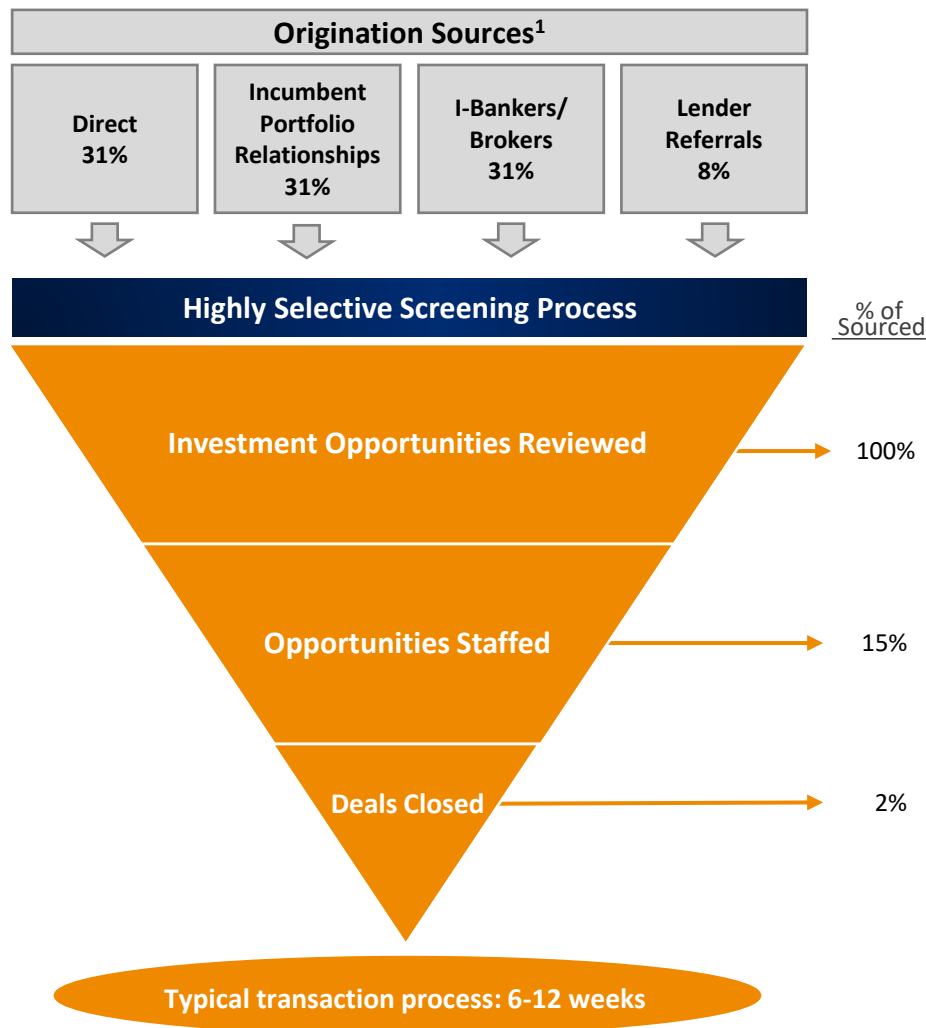 Origination Sources1
Direct
31%
Incumbent
Portfolio
Relationships
31%
I-Bankers/
Brokers
31%
Lender
Referrals
8%
Highly Selective Screening Process
% of
Sourced
Investment Opportunities Reviewed
100%
Opportunities Staffed
15%
Deals Closed
2%
Typical transaction process: 6-12 weeks